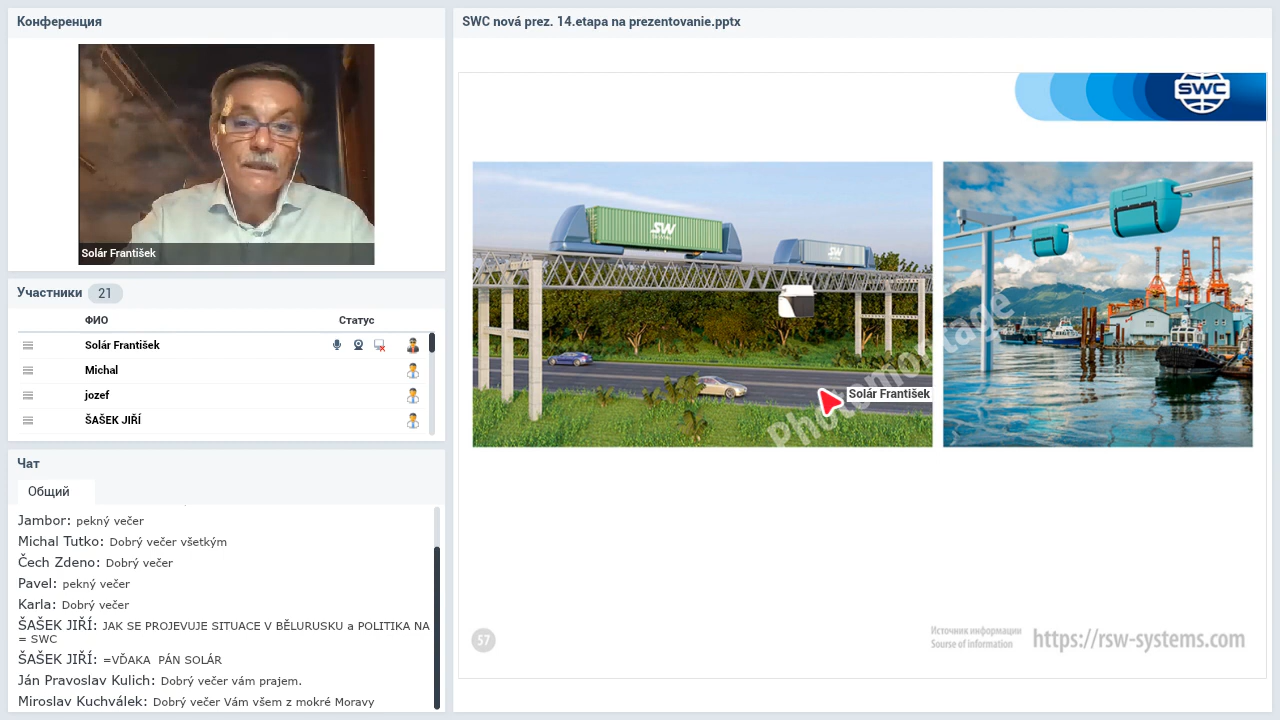 Конференция
Solár František
Участники 21
ФИО Статус
Solár František
Michal
jozef
ŠAŠEK JIŘÍ
Чат
Общий
Jambor: pekný večer
Michal Tutko: Dobrý večer všetkým
Čech Zdeno: Dobrý večer
Pavel: pekný večer
Karla: Dobrý večer
ŠAŠEK JIŘÍ: JAK SE PROJEVUJE SITUACE V BĚLURUSKU a POLITIKA NA
= SWC
ŠAŠEK JIŘÍ: =VĎAKA PÁN SOLÁR
Ján Pravoslav Kulich: Dobrý večer vám prajem.
Miroslav Kuchválek: Dobrý večer Vám všem z mokré Moravy
SWC nová prez. 14.etapa na prezentovanie.pptx
SWC
SW
SW
Photomontage
Solár František
57
Источник информации
Sourse of information
https://rsw-systems.com